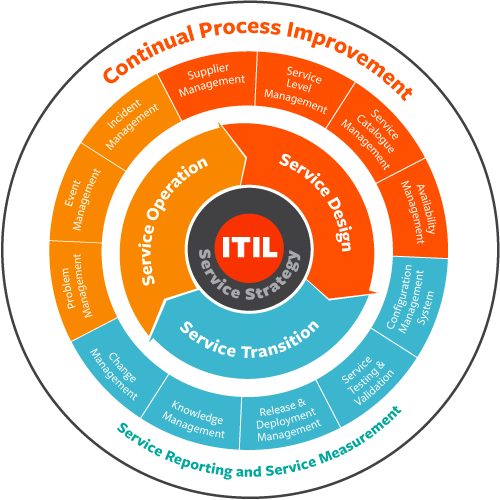 Continual Process Improvement
Supplier
Management
Service
Level
Management
Service
Catalogue
Management
Availability
Management
Configuration
Management
System
Service
Testing &
Validation
Release &
Deployment
Management
Knowledge
Management
Change
Management
Problem
Management
Event
Management
Incident
Management
Service Design
Service Transition
Service Operation
ITIL
Service Strategy
Service Reporting and Service Measurement